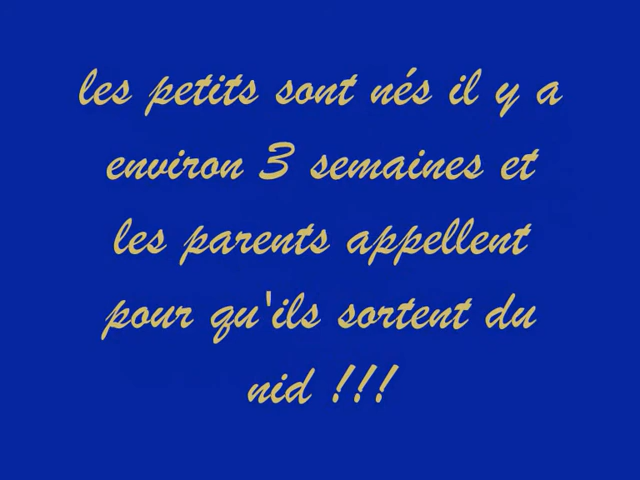 les petits sont nés il y a
environ 3 semaines et
les parents appellent
pour qu'ils sortent du
nid !!!